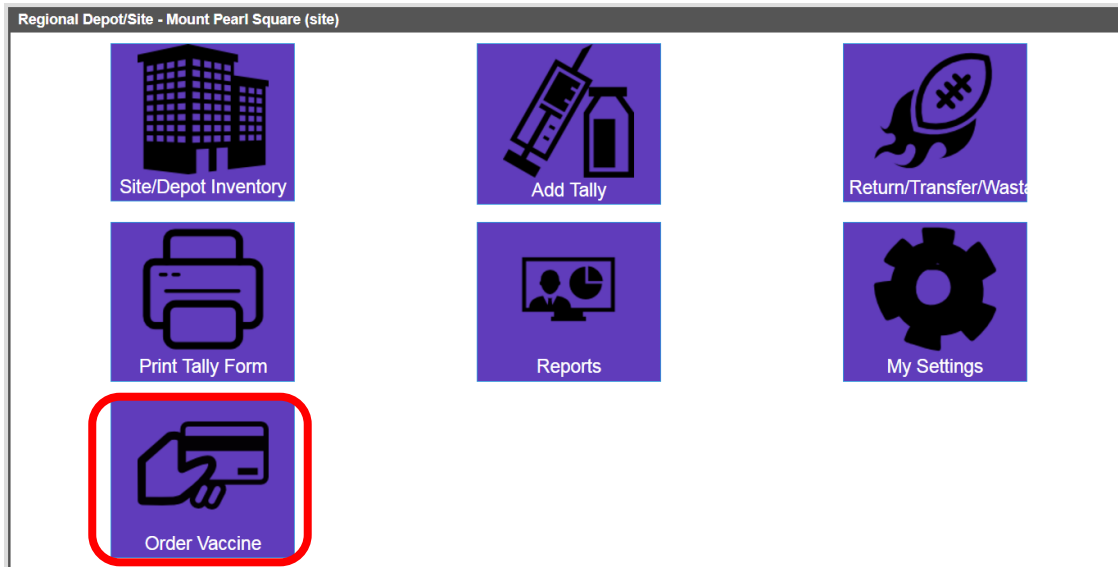 Regional Depot/Site - Mount Pearl Square (site)
Site/Depot Inventory
Add Tally
Return/Transfer/Wasta
Print Tally Form
Reports
My Settings
Order Vaccine